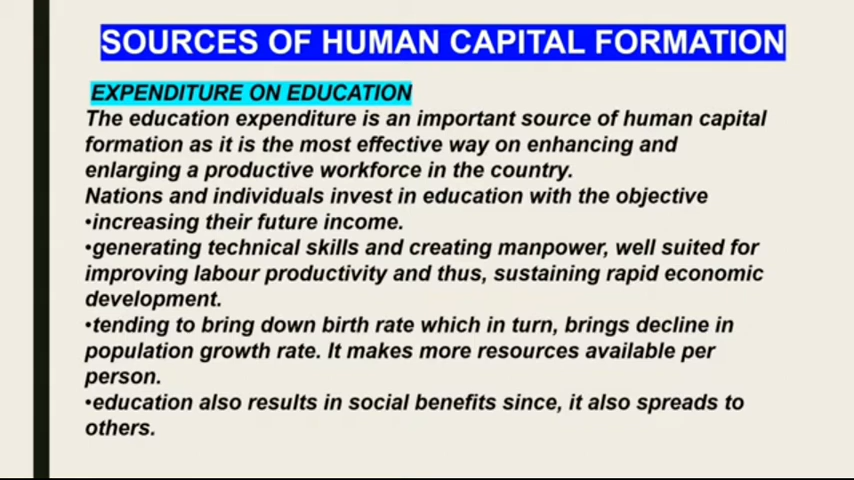 SOURCES OF HUMAN CAPITAL FORMATION
EXPENDITURE ON EDUCATION
The education expenditure is an important source of human capital
formation as it is the most effective way on enhancing and
enlarging a productive workforce in the country.
Nations and individuals invest in education with the objective
•increasing their future income.
•generating technical skills and creating manpower, well suited for
improving labour productivity and thus, sustaining rapid economic
development.
•tending to bring down birth rate which in turn, brings decline in
population growth rate. It makes more resources available per
person.
•education also results in social benefits since, it also spreads to
others.